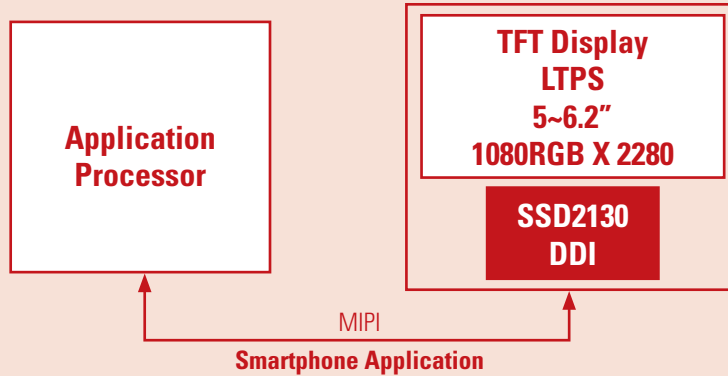 Application
Processor
TFT Display
LTPS
5~6.2”
1080RGB X 2280
SSD2130
DDI
MIPI
Smartphone Application